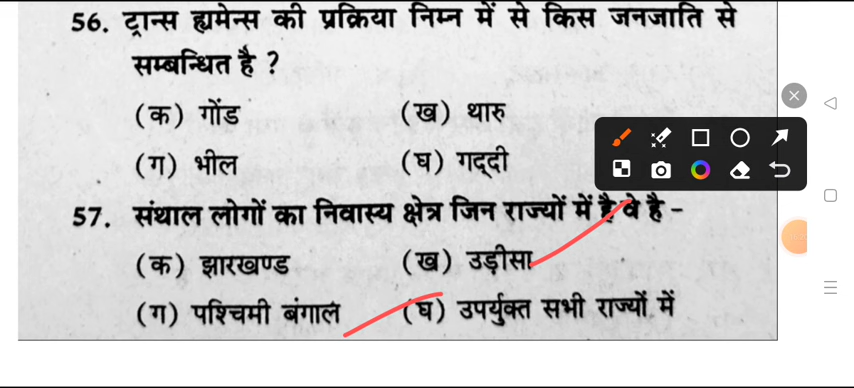 56. ट्रान्स ह्यमेन्स की प्रक्रिया निम्न में से किस जनजाति से
सम्बन्धित है ?
(क) गोंड (ख) थारु
(ग) भील (घ) गद्दी
57. संथाल लोगों का निवास्य क्षेत्र जिन राज्यों में है वे है -
(क) झारखण्ड (ख) उड़ीसा
(ग) पश्चिमी बंगाल (घ) उपर्युक्त सभी राज्यों में